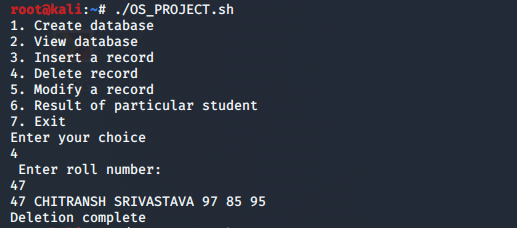 root@kali:~# ./OS_PROJECT.sh
1. Create database
2. View database
3. Insert a record
4. Delete record
5. Modify a record
6. Result of particular student
7. Exit
Enter your choice
4
 Enter roll number:
47
47 CHITRANSH SRIVASTAVA 97 85 95
Deletion complete